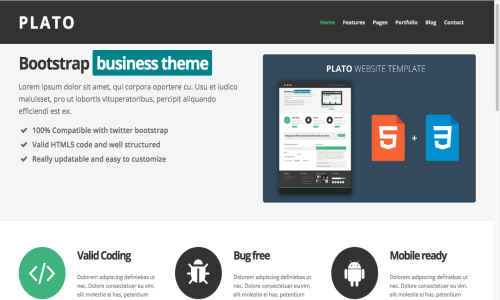 PLATO
Home Features Pages Portfolio Blog Contact
Bootstrap business theme
Lorem ipsum dolor sit amet, qui corpora oportere cu. Usu et ludico
maluisset, pro ut lobortis vituperatoribus, percipit aliquando
efficiendi est ex.
100% Compatible with twitter bootstrap
Valid HTML5 code and well structured
Really updatable and easy to customize
PLATO WEBSITE TEMPLATE
5 + 3
Valid Coding
Dolorem adipiscing definiebas ut
nec. Dolore consectetuer eu vim,
elit molestie ei has, petentium
Bug free
Dolorem adipiscing definiebas ut
nec. Dolore consectetuer eu vim,
elit molestie ei has, petentium
Mobile ready
Dolorem adipiscing definiebas ut
nec. Dolore consectetuer eu vim,
elit molestie ei has, petentium